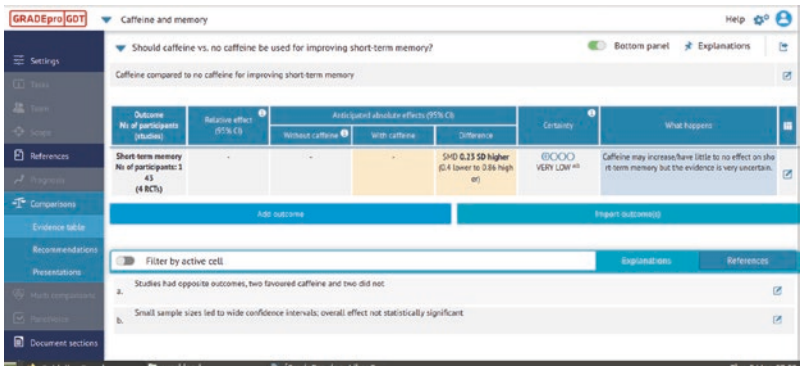 GRADEpro GDT
Caffeine and memory
Help
Should caffeine vs. no caffeine be used for improving short-term memory?
Bottom panel
Explanations
Settings
Tasks
Team
Scope
References
Prognosis
Comparisons
Evidence table
Recommendations
Presentations
Multi comparisons
Document sections
Caffeine compared to no caffeine for improving short-term memory
Outcome
№ of participants
(studies)
Relative effect
(95% CI)
Anticipated absolute effects (95% CI)
Without caffeine
With caffeine
Difference
Certainty
What happens
Short-term memory
№ of participants: 1
43
(4 RCTs)
-
-
-
SMD 0.23 SD higher
(0.4 lower to 0.86 high
er)
⊕○○○
VERY LOW a,b
Caffeine may increase/have little to no effect on sho
rt-term memory but the evidence is very uncertain.
Add outcome
Import outcome(s)
Filter by active cell
Explanations
References
a.
Studies had opposite outcomes, two favoured caffeine and two did not
b.
Small sample sizes led to wide confidence intervals; overall effect not statistically significant